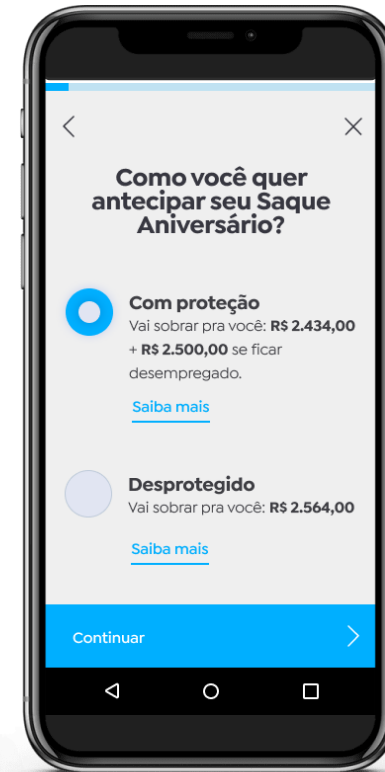 Como você quer
antecipar seu Saque
Aniversário?
Com proteção
Vai sobrar pra você: R$ 2.434,00
+ R$ 2.500,00 se ficar
desempregado.
Saiba mais
Desprotegido
Vai sobrar pra você: R$ 2.564,00
Saiba mais
Continuar